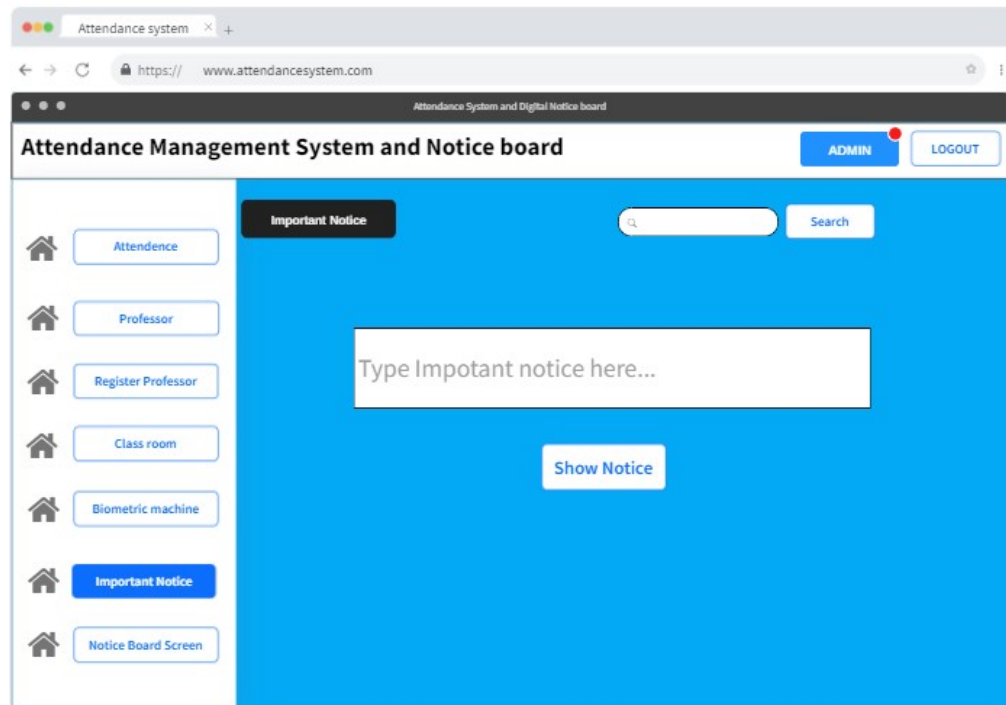 Attendance system
https:// www.attendancesystem.com
Attendance System and Digital Notice board
Attendance Management System and Notice board
ADMIN
LOGOUT
Important Notice
Search
Attendence
Professor
Type Impotant notice here...
Register Professor
Class room
Show Notice
Biometric machine
Important Notice
Notice Board Screen